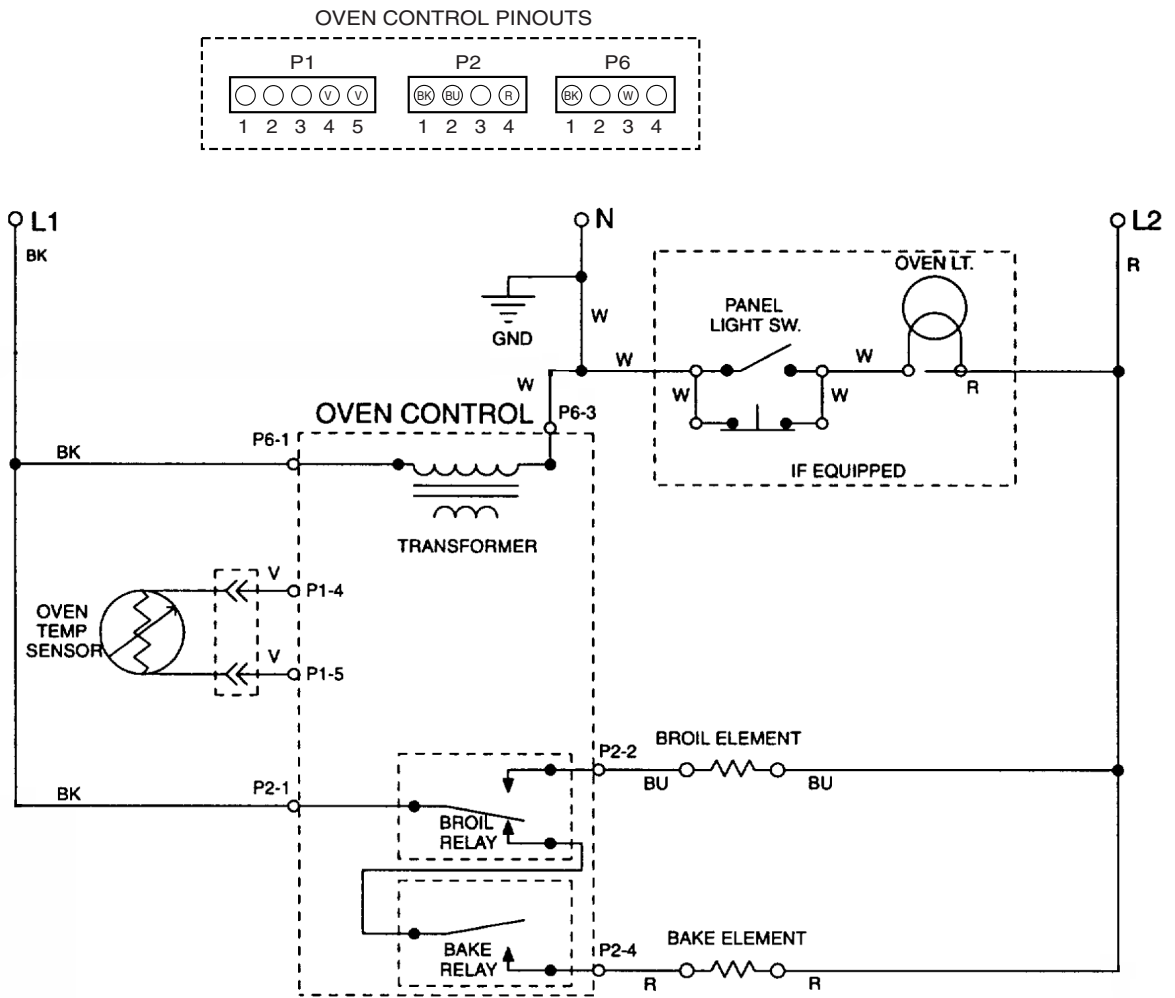 OVEN CONTROL PINOUTS
P1 P2 P6
V V BK BU R BK W
1 2 3 4 5 1 2 3 4 1 2 3 4
L1 N L2
BK
R
OVEN LT.
W
PANEL
LIGHT SW.
GND
W W
W
R
W W
OVEN CONTROL
P6-3
P6-1
BK
IF EQUIPPED
TRANSFORMER
V
P1-4
OVEN
TEMP
SENSOR
V
P1-5
BROIL ELEMENT
P2-2
BU BU
P2-1
BK
BROIL
RELAY
BAKE ELEMENT
P2-4
BAKE
RELAY
R R